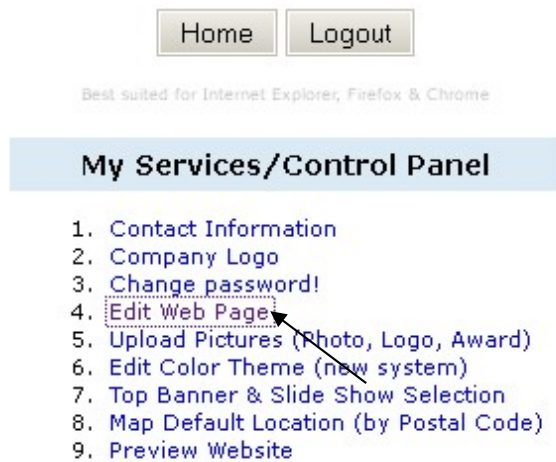 Home Logout
Best suited for Internet Explorer, Firefox & Chrome
My Services/Control Panel
1. Contact Information
2. Company Logo
3. Change password!
4. Edit Web Page
5. Upload Pictures (Photo, Logo, Award)
6. Edit Color Theme (new system)
7. Top Banner & Slide Show Selection
8. Map Default Location (by Postal Code)
9. Preview Website